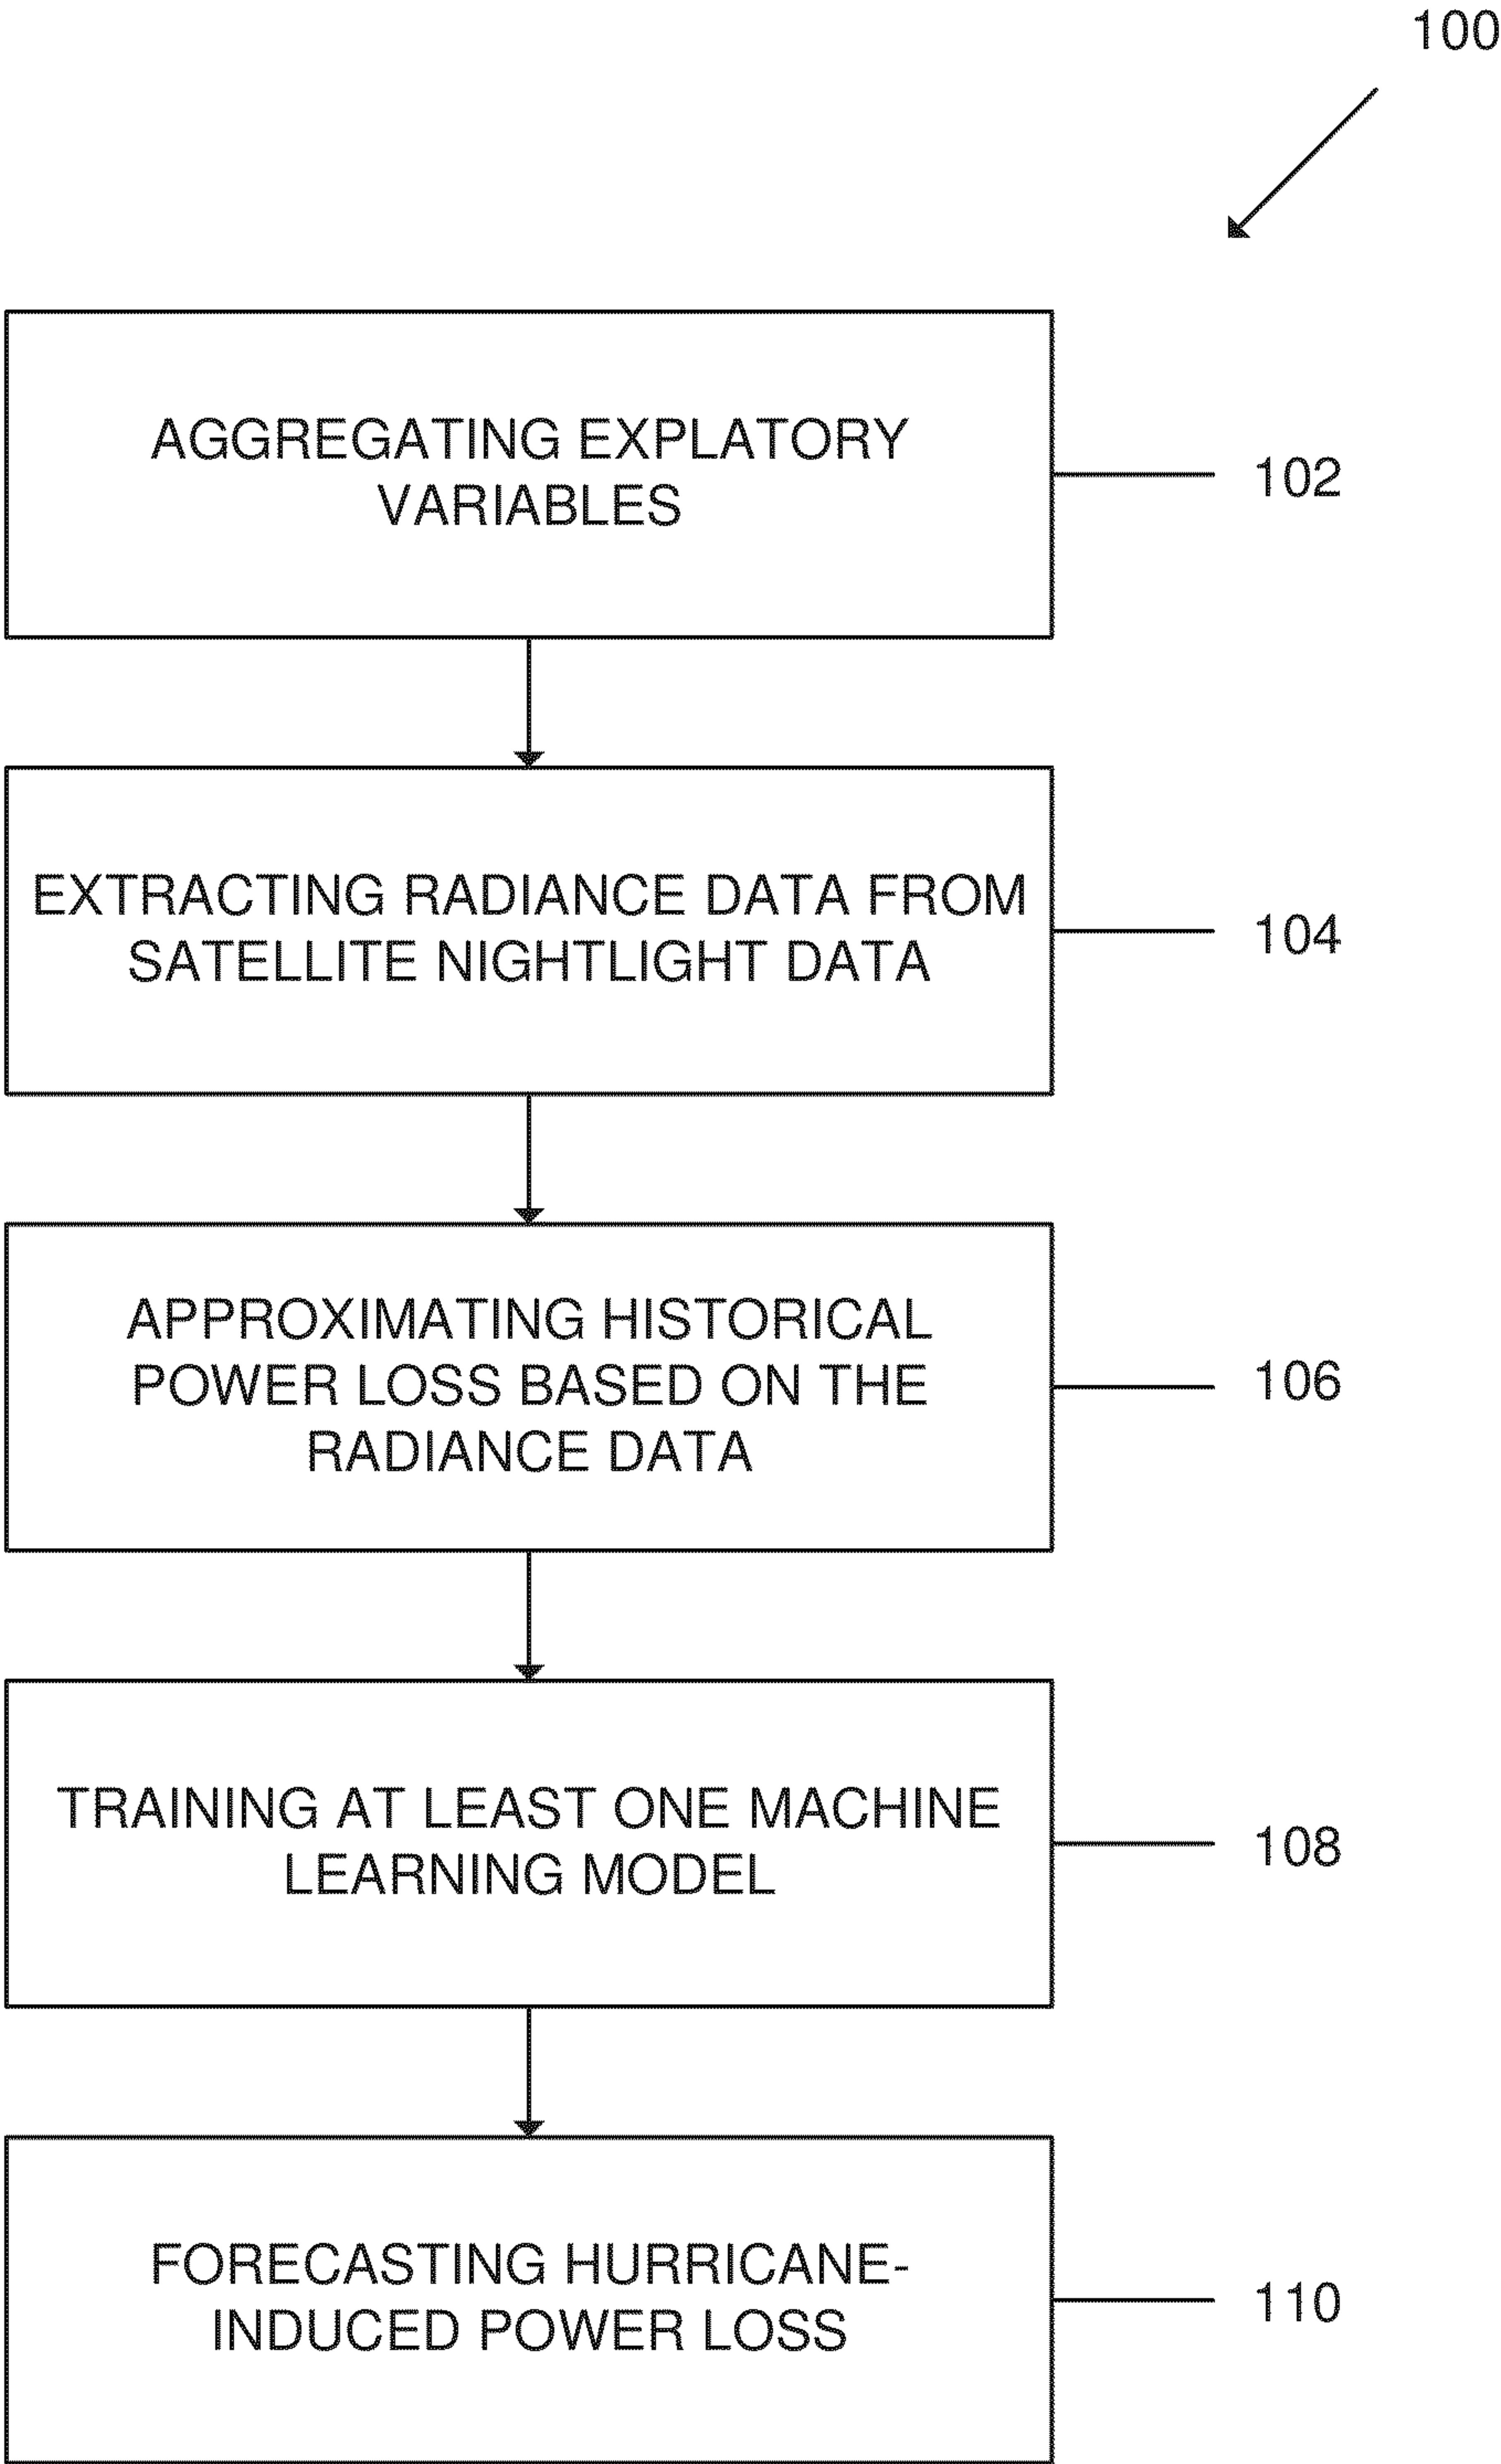 100
AGGREGATING EXPLATORY
VARIABLES
102
EXTRACTING RADIANCE DATA FROM
SATELLITE NIGHTLIGHT DATA
104
APPROXIMATING HISTORICAL
POWER LOSS BASED ON THE
RADIANCE DATA
106
TRAINING AT LEAST ONE MACHINE
LEARNING MODEL
108
FORECASTING HURRICANE-
INDUCED POWER LOSS
110